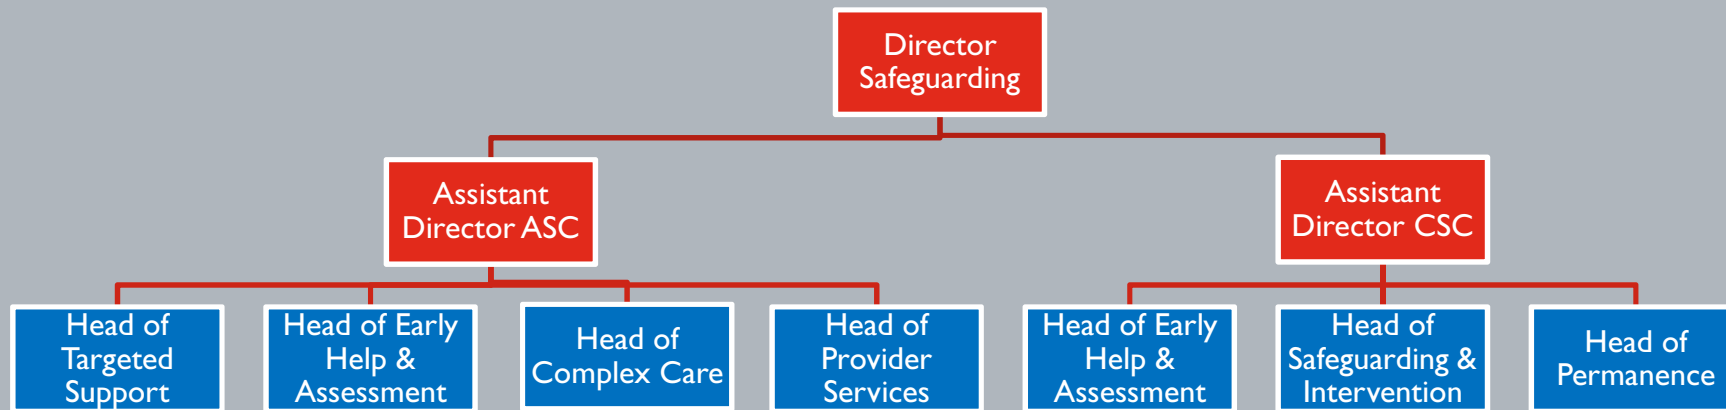 Director
Safeguarding
Assistant
Director ASC
Assistant
Director CSC
Head of
Targeted
Support
Head of Early
Help &
Assessment
Head of
Complex Care
Head of
Provider
Services
Head of Early
Help &
Assessment
Head of
Safeguarding &
Intervention
Head of
Permanence